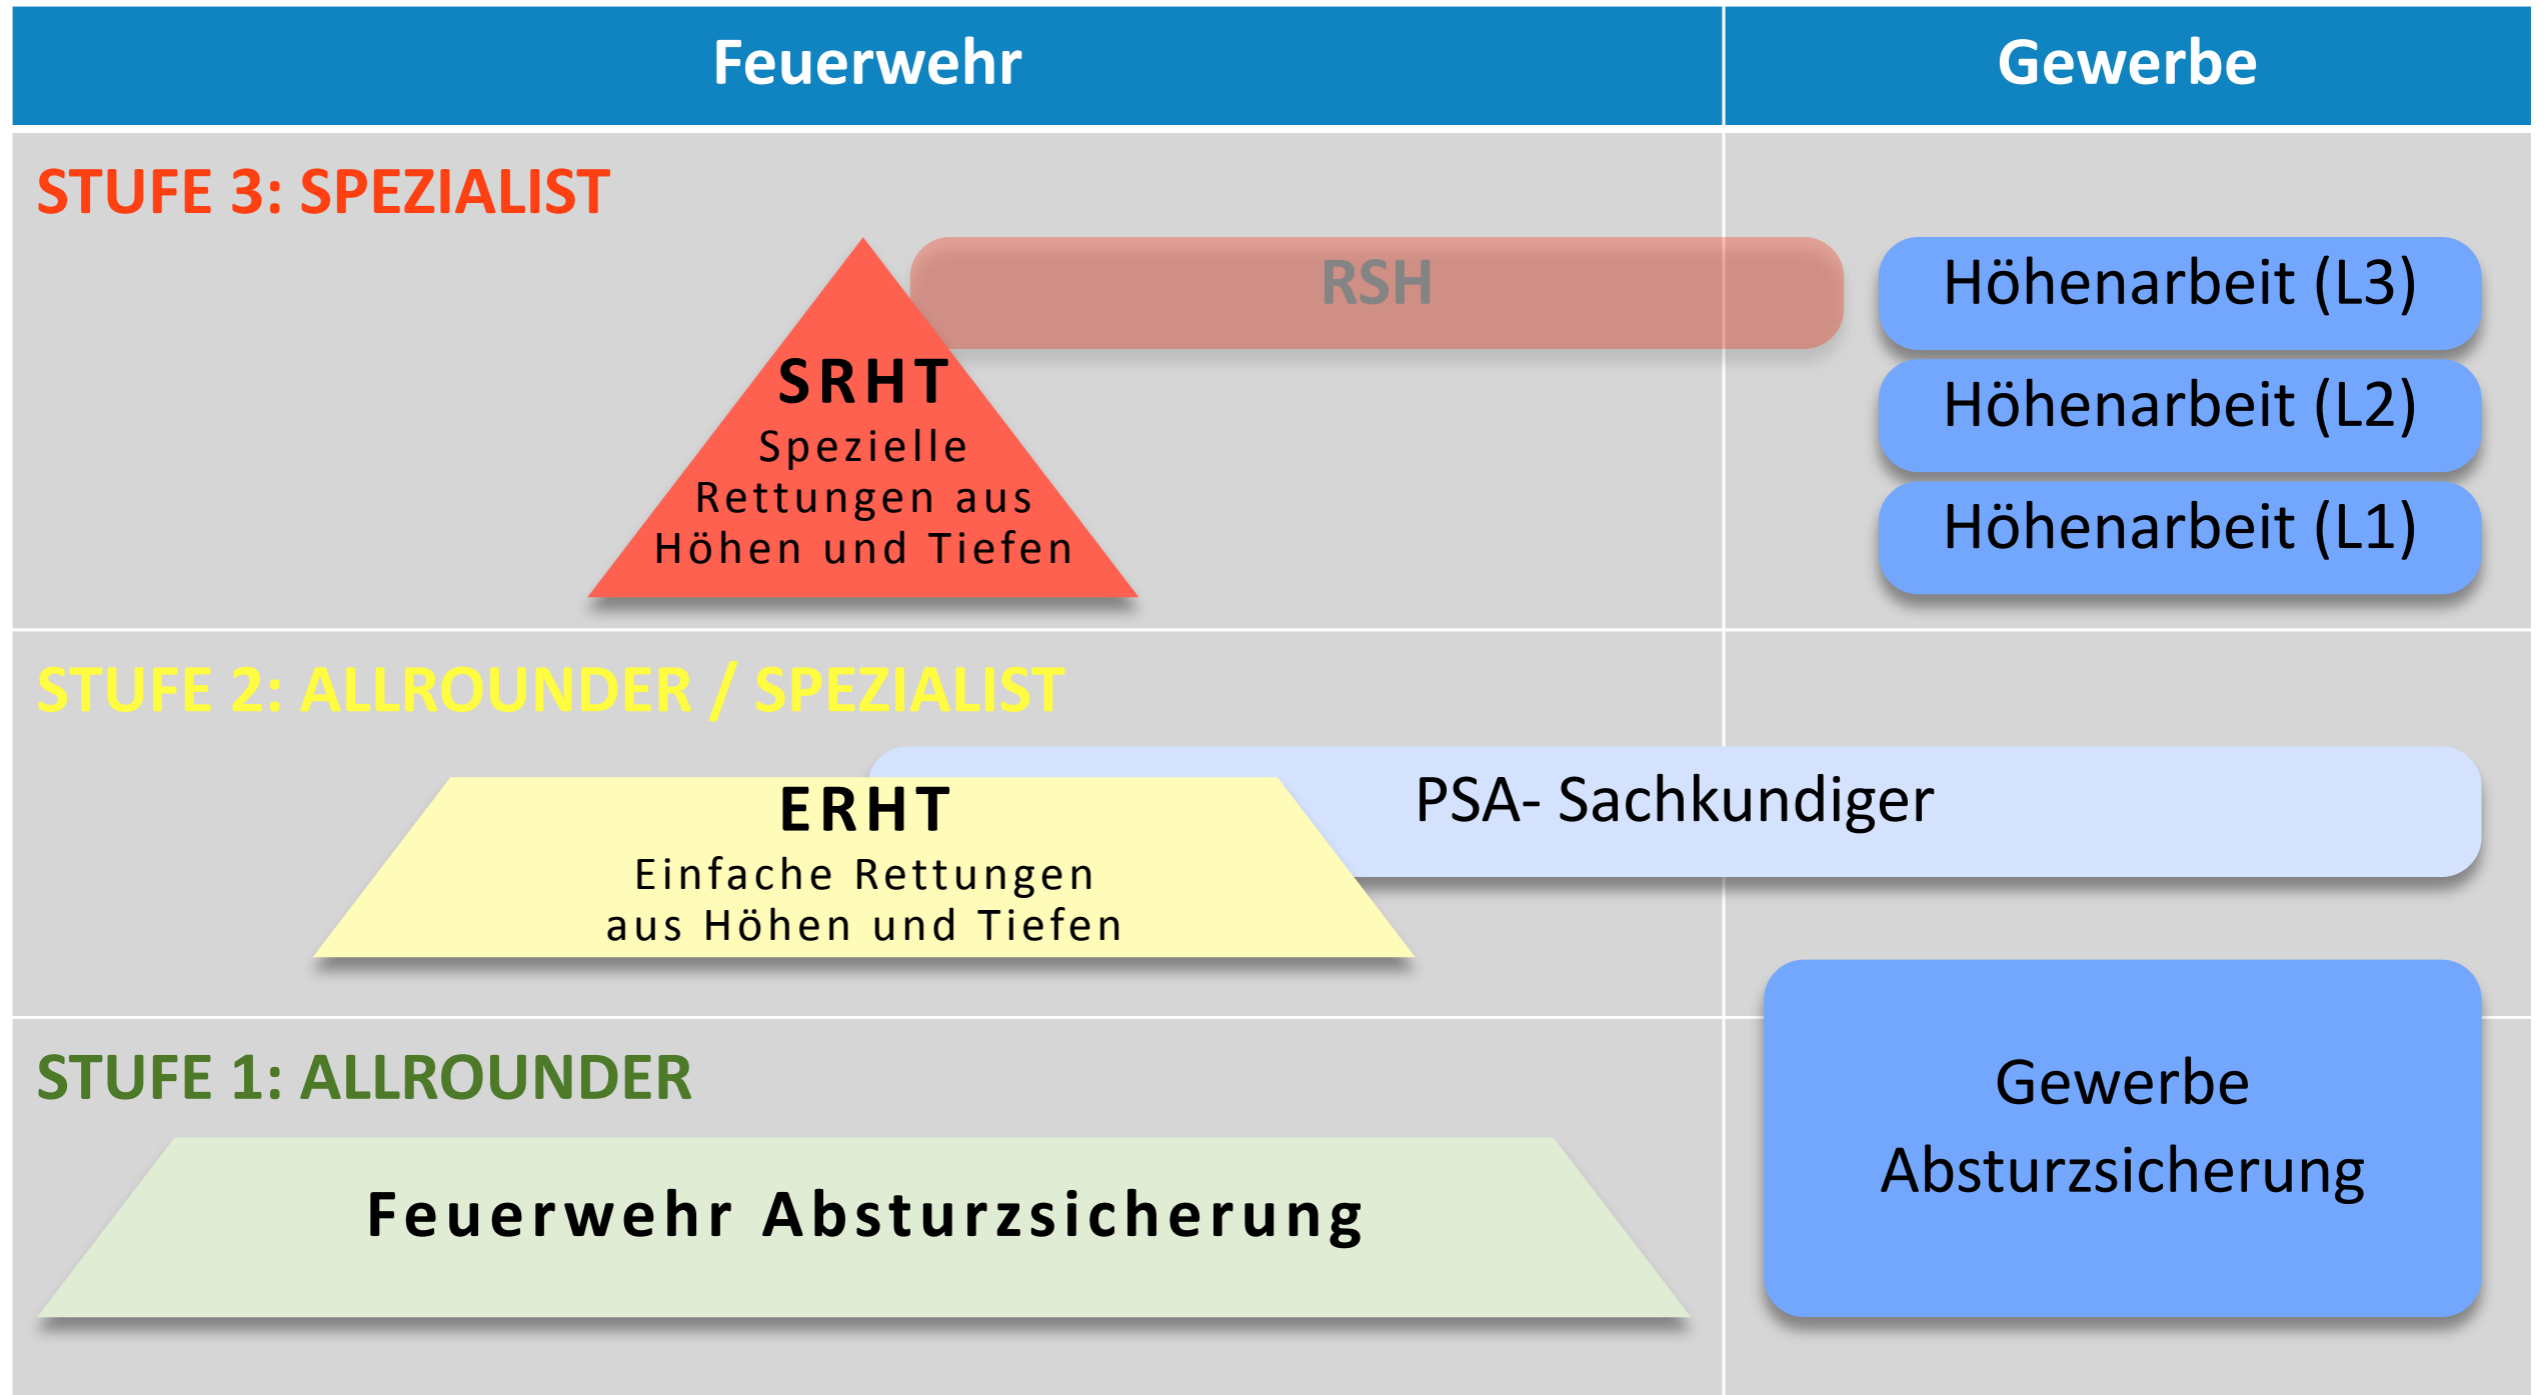 Feuerwehr
Gewerbe
STUFE 3: SPEZIALIST
RSH
SRHT
Spezielle
Rettungen aus
Höhen und Tiefen
Höhenarbeit (L3)
Höhenarbeit (L2)
Höhenarbeit (L1)
STUFE 2: ALLROUNDER / SPEZIALIST
PSA- Sachkundiger
ERHT
Einfache Rettungen
aus Höhen und Tiefen
STUFE 1: ALLROUNDER
Feuerwehr Absturzsicherung
Gewerbe
Absturzsicherung